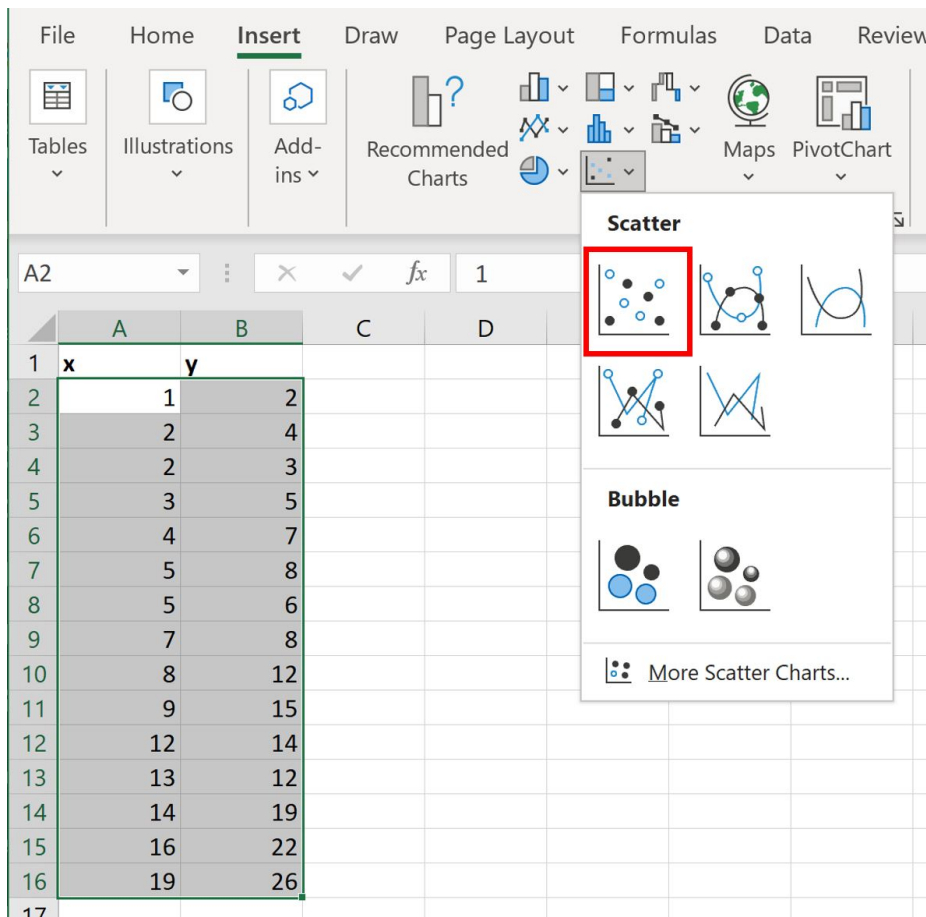 File Home Insert Draw Page Layout Formulas Data Review
Tables Illustrations Add-ins Recommended Charts ? Maps PivotChart
A2 fx 1
Scatter
Bubble
More Scatter Charts...
A B C D
1 x y
2 1 2
3 2 4
4 2 3
5 3 5
6 4 7
7 5 8
8 5 6
9 7 8
10 8 12
11 9 15
12 12 14
13 13 12
14 14 19
15 16 22
16 19 26
17